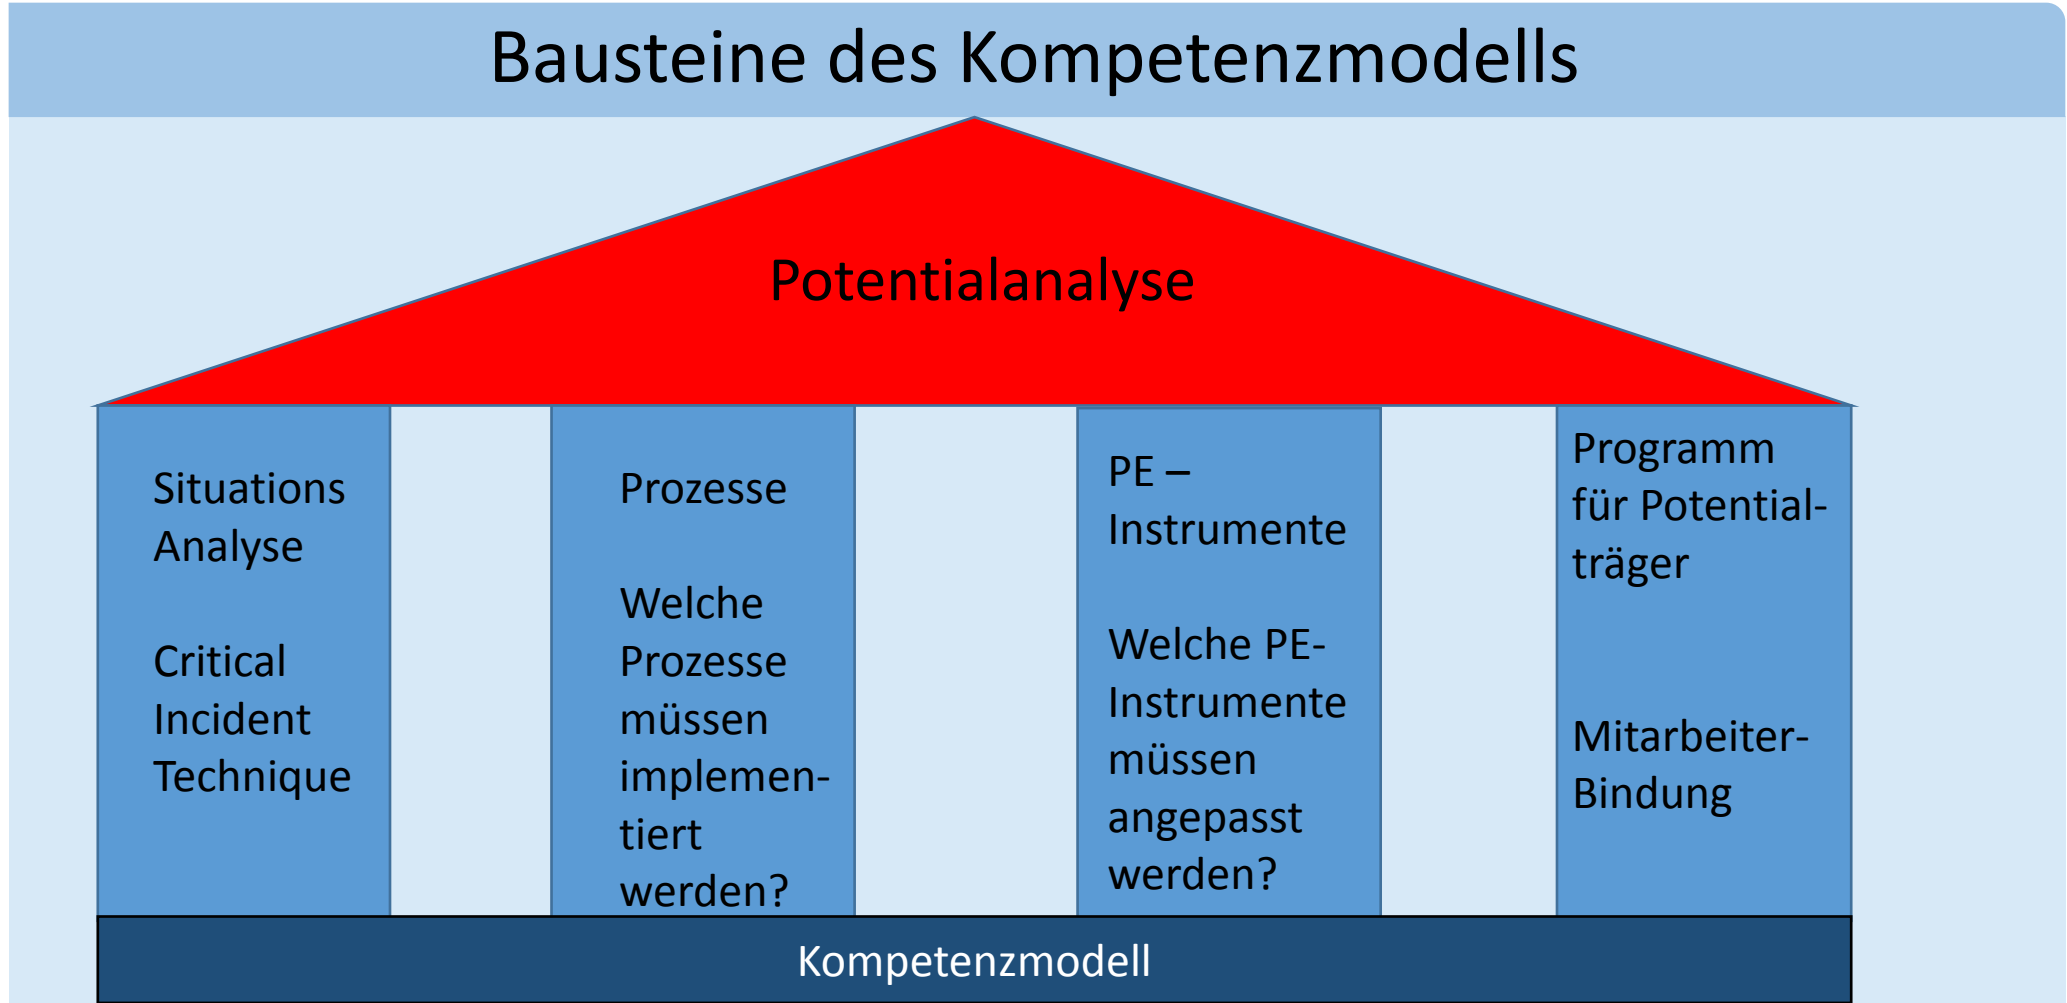 Bausteine des Kompetenzmodells
Potentialanalyse
Situations
Analyse
Critical
Incident
Technique
Prozesse
Welche
Prozesse
müssen
implemen-
tiert
werden?
PE –
Instrumente
Welche PE-
Instrumente
müssen
angepasst
werden?
Programm
für Potential-
träger
Mitarbeiter-
Bindung
Kompetenzmodell